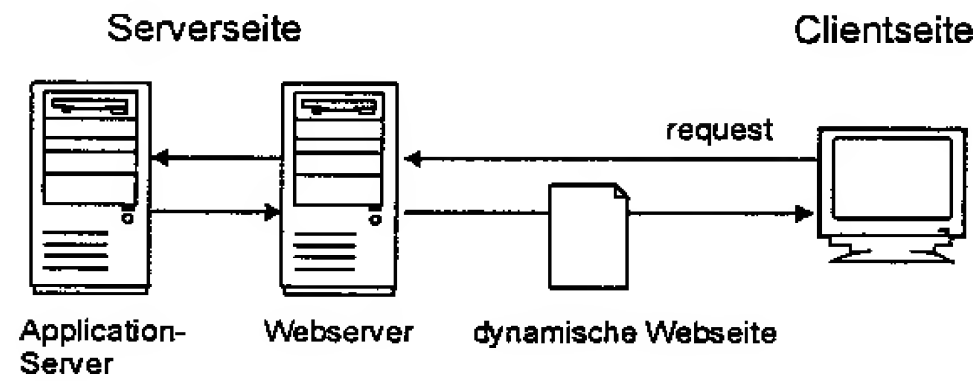 Serverseite
Clientseite
request
Application-
Server
Webserver
dynamische Webseite